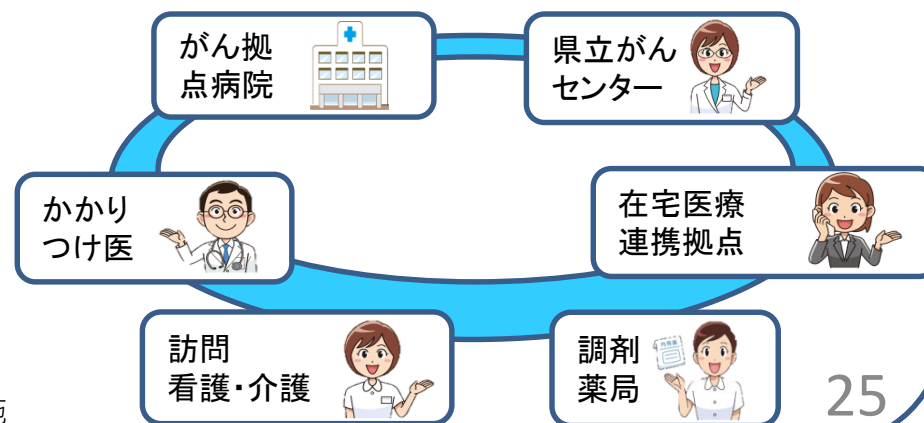 がん拠
点病院
県立がん
センター
かかり
つけ医
在宅医療
連携拠点
訪問
看護・介護
調剤
薬局
25